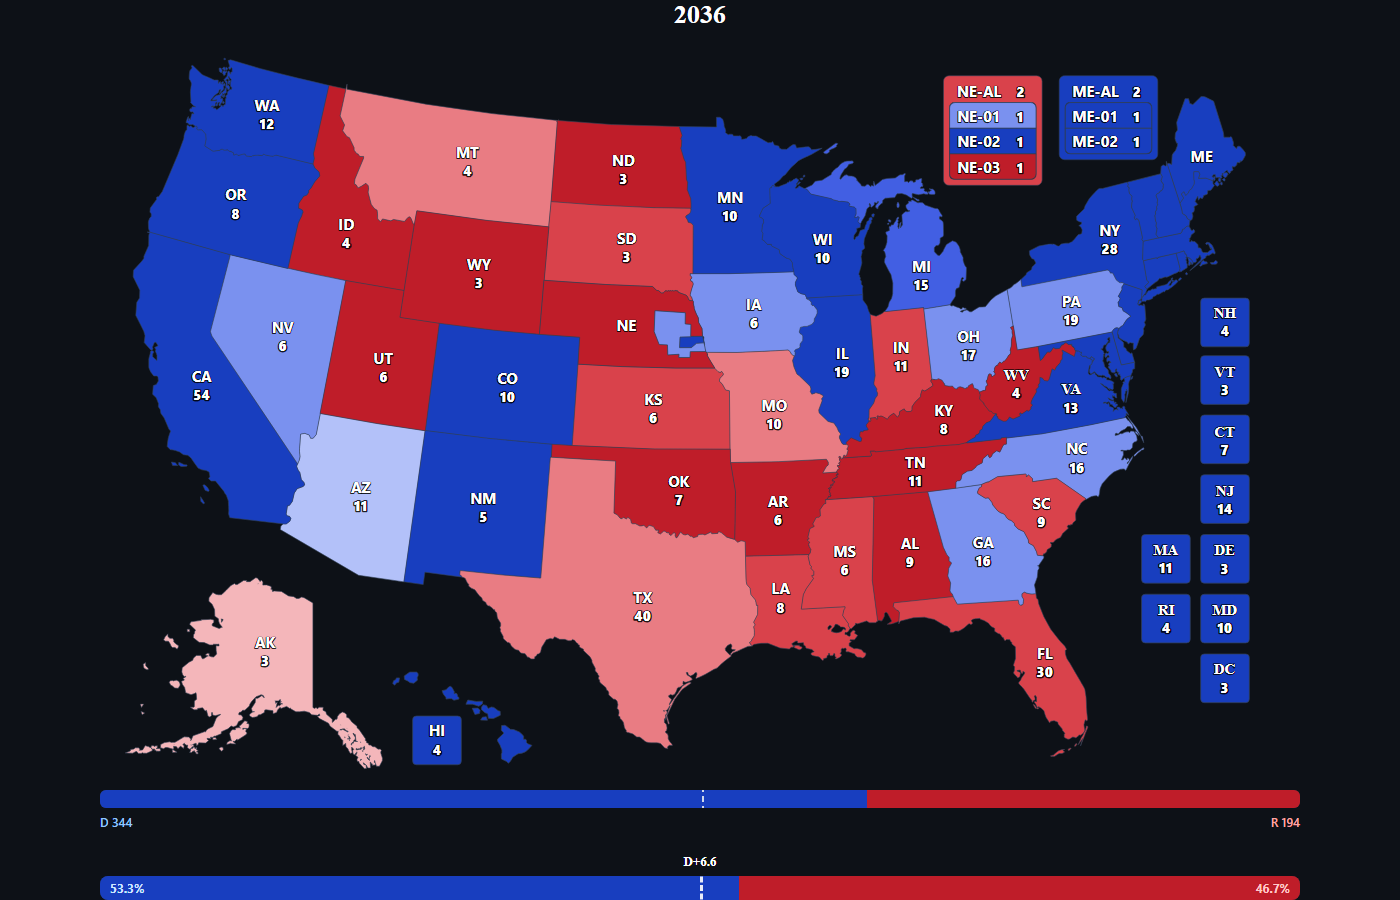 2036
WA
12
OR
8
CA
54
NV
6
ID
4
MT
4
WY
3
UT
6
AZ
11
CO
10
NM
5
ND
3
SD
3
NE
KS
6
OK
7
TX
40
MN
10
IA
6
MO
10
AR
6
LA
8
WI
10
IL
19
MI
15
IN
11
OH
17
KY
8
TN
11
MS
6
AL
9
GA
16
FL
30
SC
9
NC
16
VA
13
WV
4
PA
19
NY
28
ME
AK
3
HI
4
NE-AL 2
NE-01 1
NE-02 1
NE-03 1
ME-AL 2
ME-01 1
ME-02 1
NH
4
VT
3
CT
7
NJ
14
MA
11
DE
3
RI
4
MD
10
DC
3
D 344
R 194
D+6.6
53.3%
46.7%